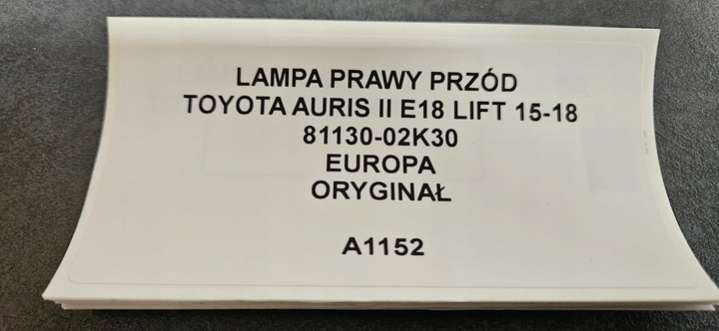 LAMPA PRAWY PRZÓD
TOYOTA AURIS II E18 LIFT 15-18
81130-02K30
EUROPA
ORYGINAŁ
A1152